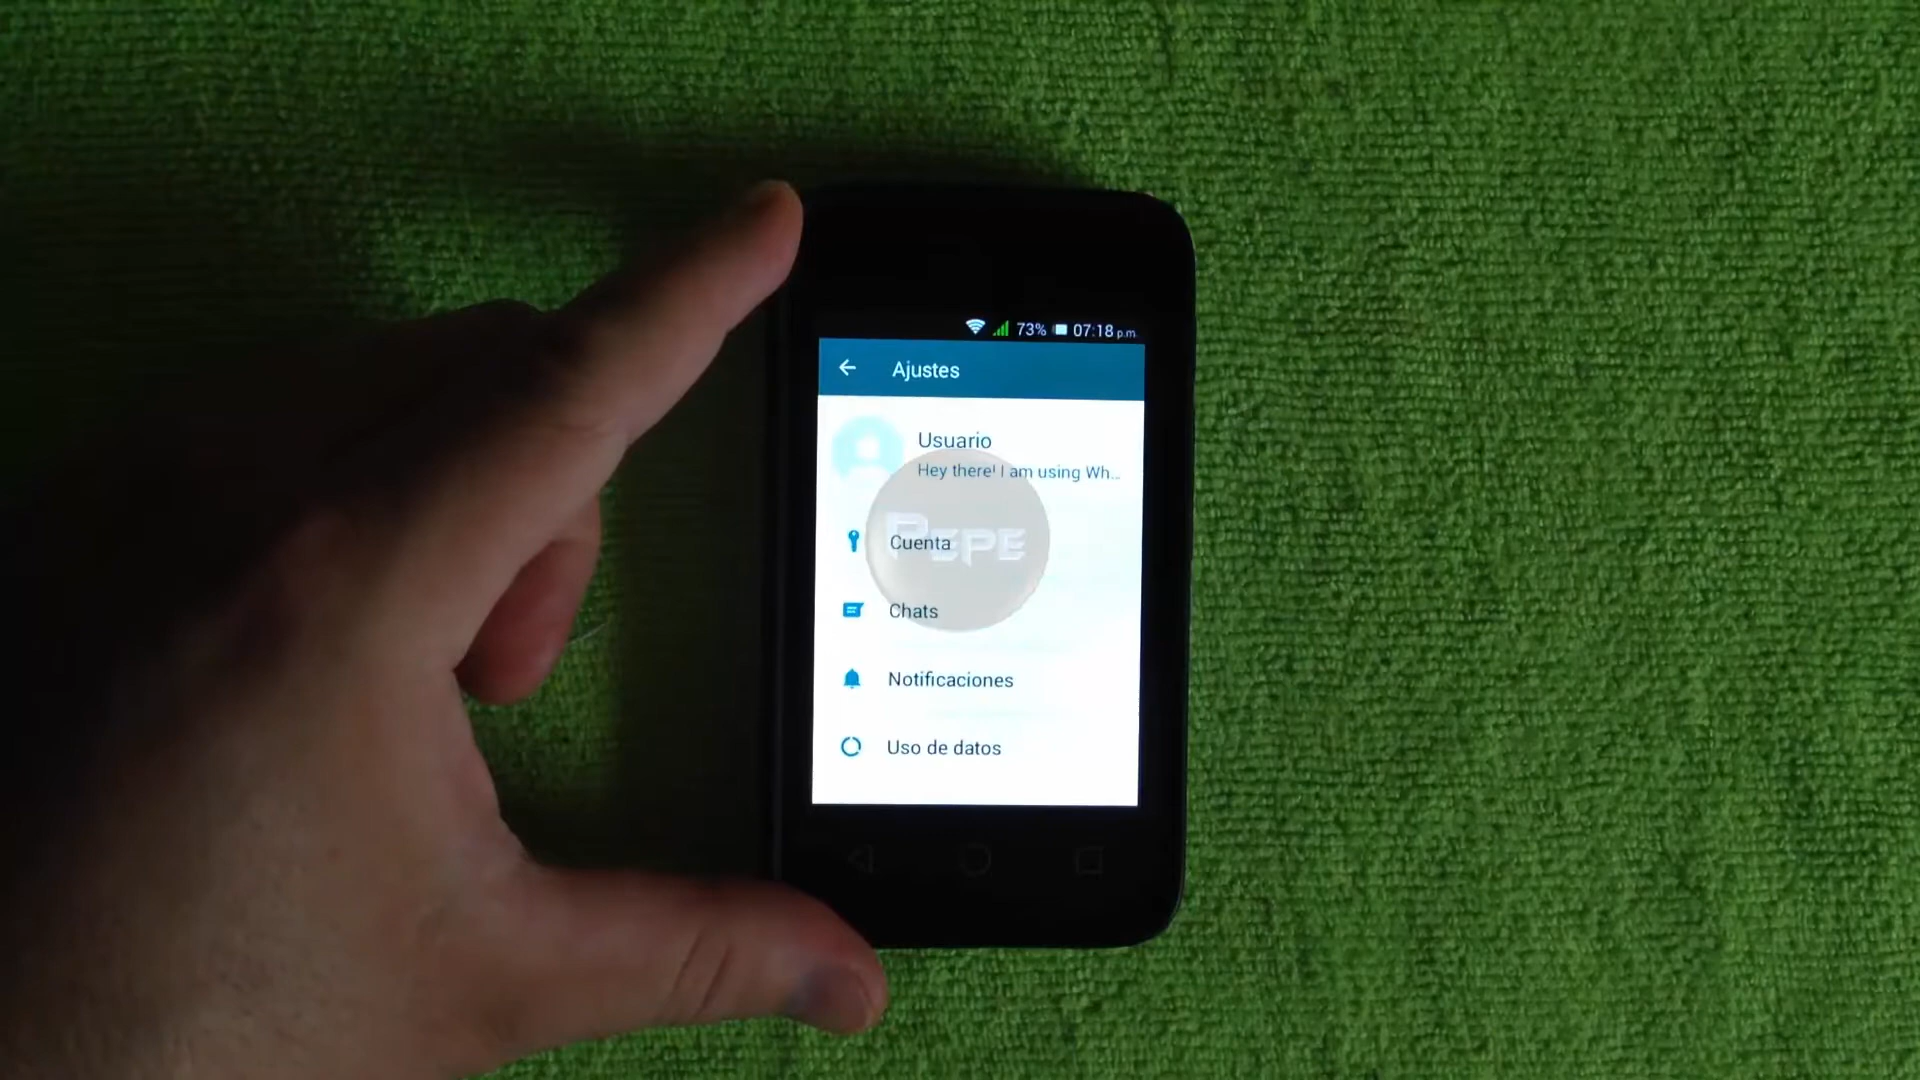 73% 07:18 p.m.
Ajustes
Usuario
Hey there! I am using Wh...
PEPE
Cuenta
Chats
Notificaciones
Uso de datos